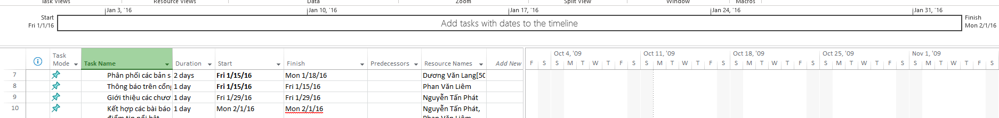 Task Views Resource Views Data Zoom Split View Window Macros
Jan 3, '16 Jan 10, '16 Jan 17, '16 Jan 24, '16 Jan 31, '16
Start
Fri 1/1/16
Add tasks with dates to the timeline
Finish
Mon 2/1/16
Task Mode Task Name Duration Start Finish Predecessors Resource Names Add New
Oct 4, '09 Oct 11, '09 Oct 18, '09 Oct 25, '09 Nov 1, '09
F S S M T W T F S S M T W T F S S M T W T F S S M T W T F S S M T W T F S
7 Phân phối các bản s 2 days Fri 1/15/16 Mon 1/18/16 Dương Văn Lang[50
8 Thông báo trên cổn 1 day Fri 1/15/16 Fri 1/15/16 Phan Văn Liêm
9 Giới thiệu các chươ 1 day Fri 1/29/16 Fri 1/29/16 Nguyễn Tấn Phát
10 Kết hợp các bài báo 1 day Mon 2/1/16 Mon 2/1/16 Nguyễn Tấn Phát,
điểm tin nổi bật Phan Văn Liêm